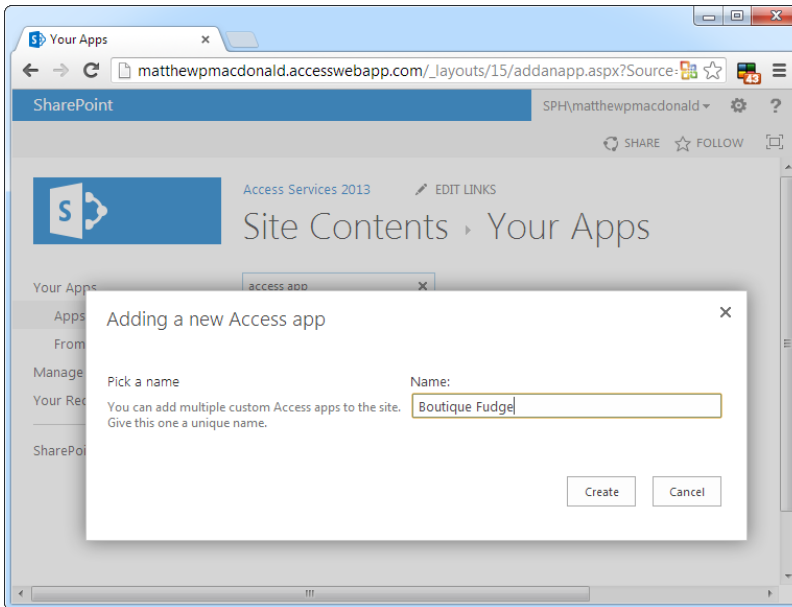 Your Apps
matthewpmacdonald.accesswebapp.com/_layouts/15/addanapp.aspx?Source=
43
SharePoint
SPH\matthewpmacdonald
?
SHARE
FOLLOW
S
Access Services 2013
EDIT LINKS
Site Contents
Your Apps
Your Apps
access app
Apps
From
Manage
Your Rec
SharePoi
Adding a new Access app
Pick a name
Name:
You can add multiple custom Access apps to the site.
Give this one a unique name.
Boutique Fudge
Create
Cancel